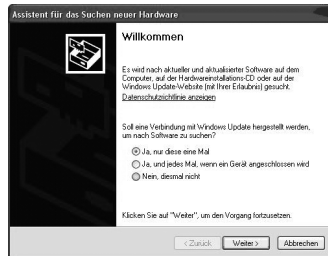 Assistent für das Suchen neuer Hardware
Willkommen
Es wird nach aktueller und aktualisierter Software auf dem
Computer, auf der Hardwareinstallations-CD oder auf der
Windows Update-Website (mit Ihrer Erlaubnis) gesucht.
Datenschutzrichtlinie anzeigen
Soll eine Verbindung mit Windows Update hergestellt werden,
um nach Software zu suchen?
Ja, nur diese eine Mal
Ja, und jedes Mal, wenn ein Gerät angeschlossen wird
Nein, diesmal nicht
Klicken Sie auf "Weiter", um den Vorgang fortzusetzen.
< Zurück
Weiter >
Abbrechen